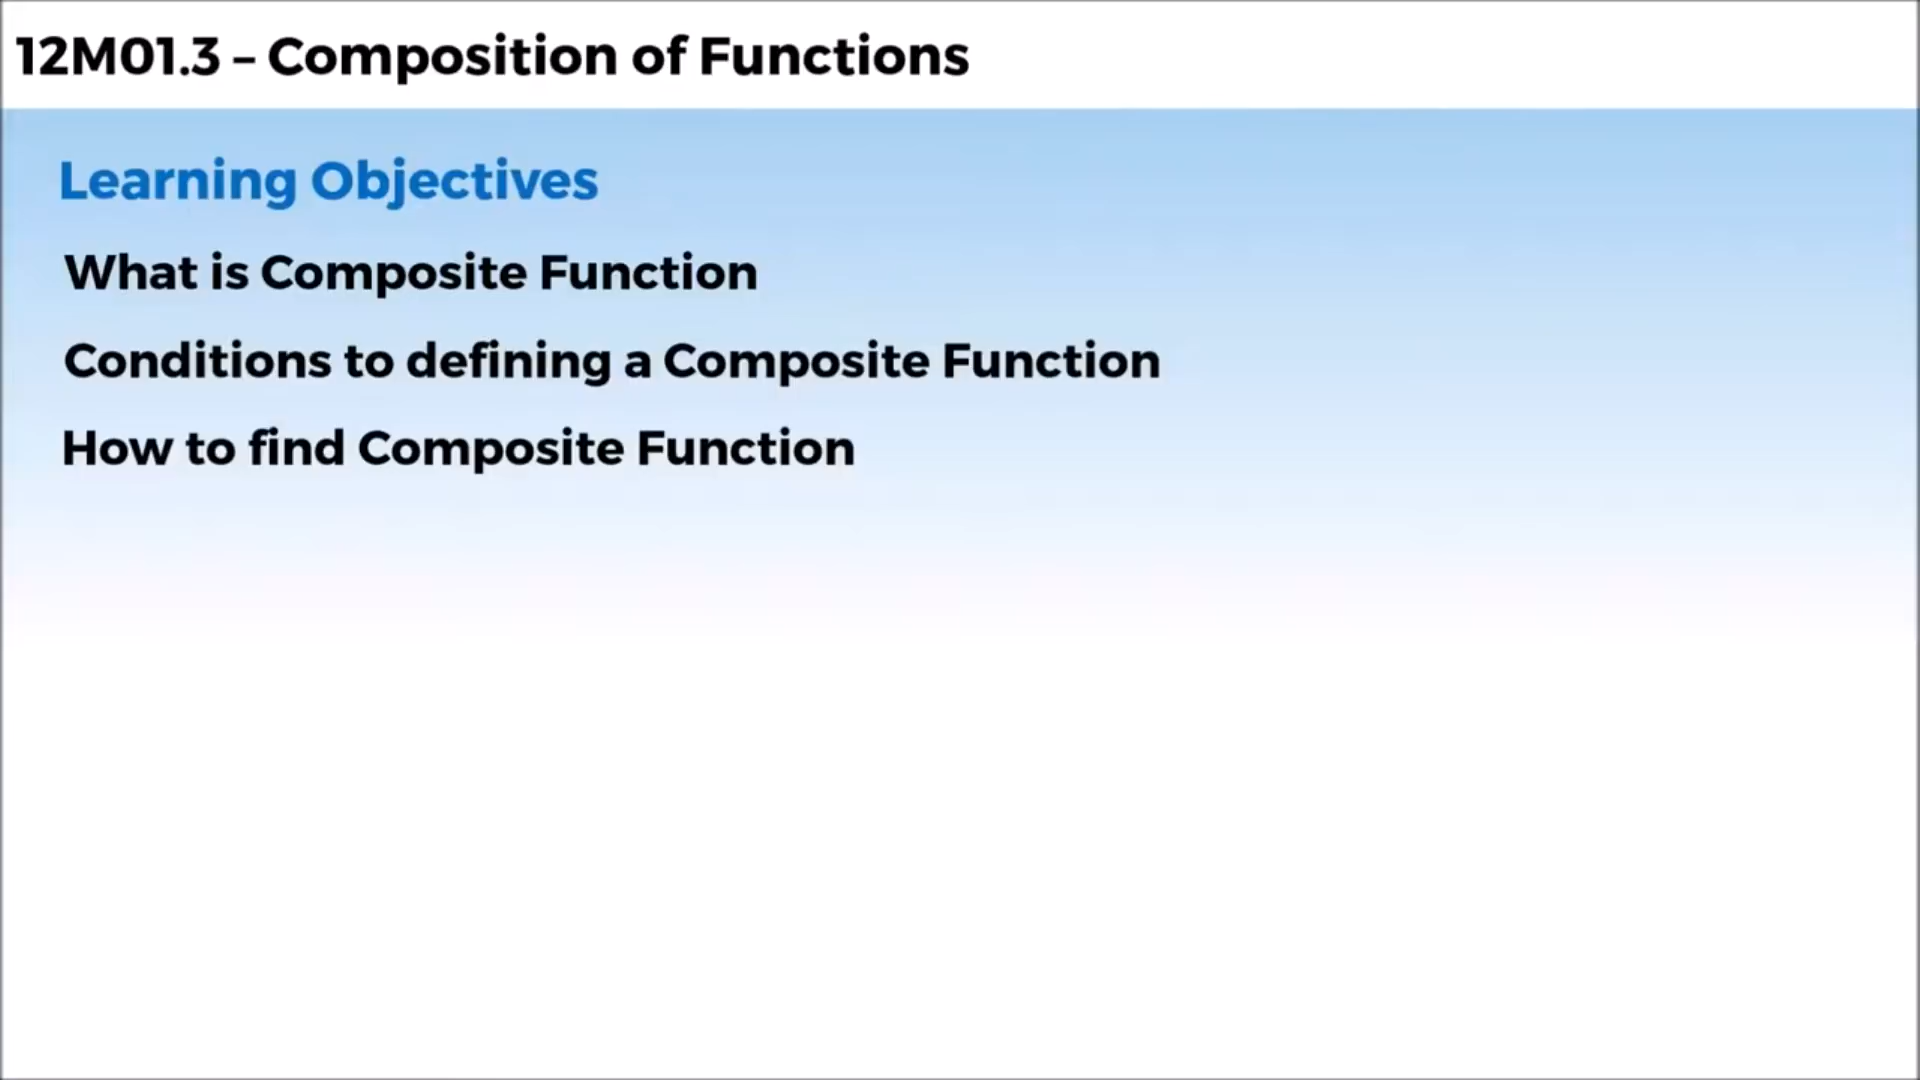 12M01.3 – Composition of Functions
Learning Objectives
What is Composite Function
Conditions to defining a Composite Function
How to find Composite Function